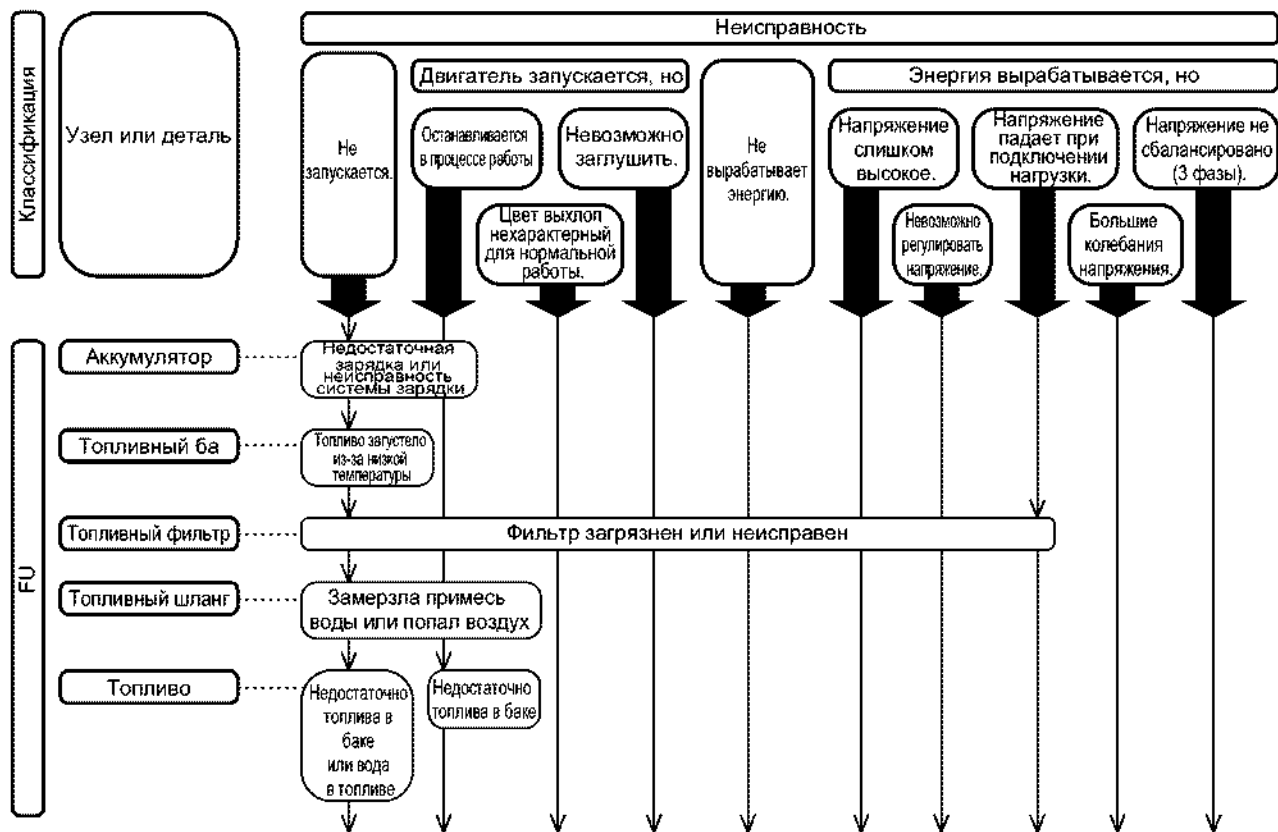 Классификация
Узел или деталь
Неисправность
Не
запускается.
Двигатель запускается, но
Останавливается
в процессе работы
Невозможно
заглушить.
Цвет выхлоп
нехарактерный
для нормальной
работы.
Не
вырабатывает
энергию.
Энергия вырабатывается, но
Напряжение
слишком
высокое.
Напряжение
падает при
подключении
нагрузки.
Напряжение не
сбалансировано
(3 фазы).
Невозможно
регулировать
напряжение.
Большие
колебания
напряжения.
FU
Аккумулятор
Недостаточная
зарядка или
неисправность
системы зарядки
Топливный ба
Топливо загустело
из-за низкой
температуры
Топливный фильтр
Фильтр загрязнен или неисправен
Топливный шланг
Замерзла примесь
воды или попал воздух
Топливо
Недостаточно
топлива в
баке
или вода
в топливе
Недостаточно
топлива в баке